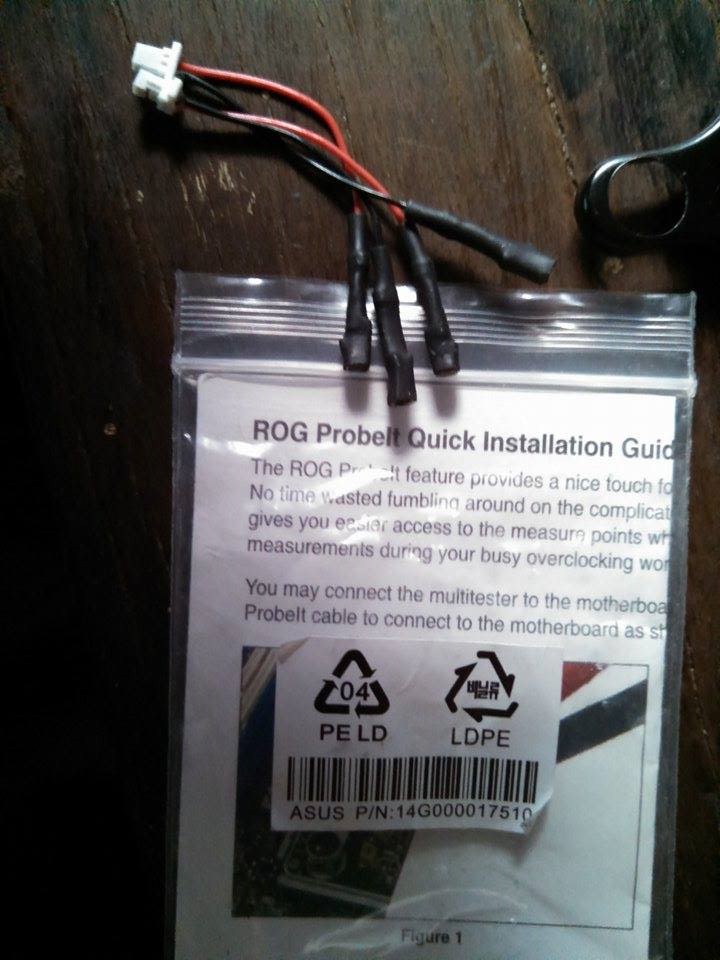 ROG ProbeIt Quick Installation Guid
The ROG ProbeIt feature provides a nice touch fo
No time wasted fumbling around on the complicat
gives you easier access to the measure points wh
measurements during your busy overclocking wor
You may connect the multitester to the motherboa
ProbeIt cable to connect to the motherboard as sh
04
PE LD
비닐류
LDPE
ASUS P/N:14G000017510
Figure 1